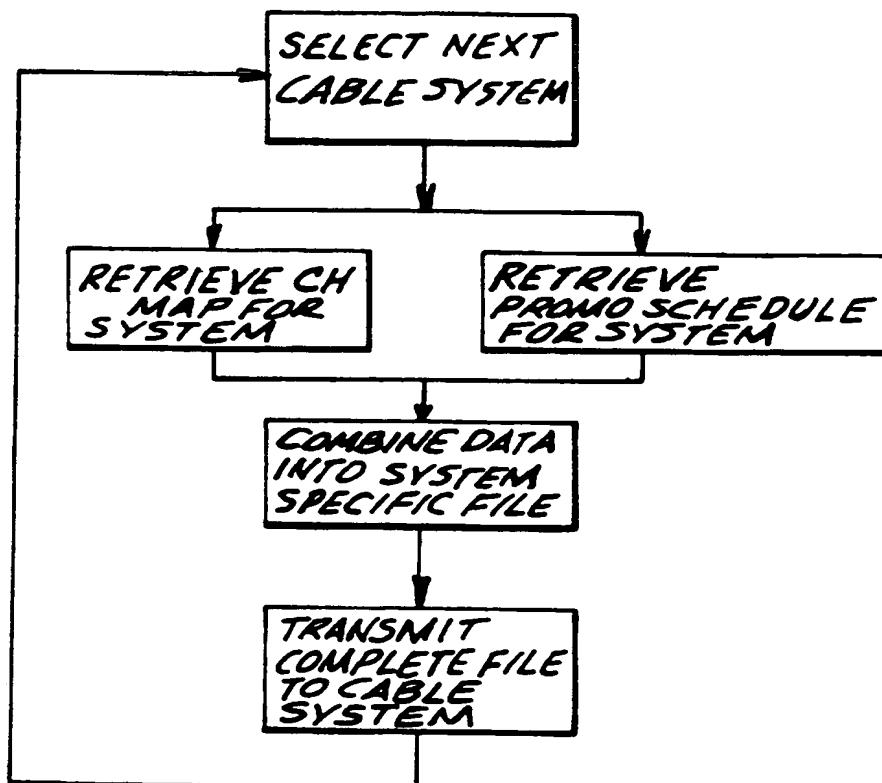 SELECT NEXT
CABLE SYSTEM
RETRIEVE CH
MAP FOR
SYSTEM
RETRIEVE
PROMO SCHEDULE
FOR SYSTEM
COMBINE DATA
INTO SYSTEM
SPECIFIC FILE
TRANSMIT
COMPLETE FILE
TO CABLE
SYSTEM